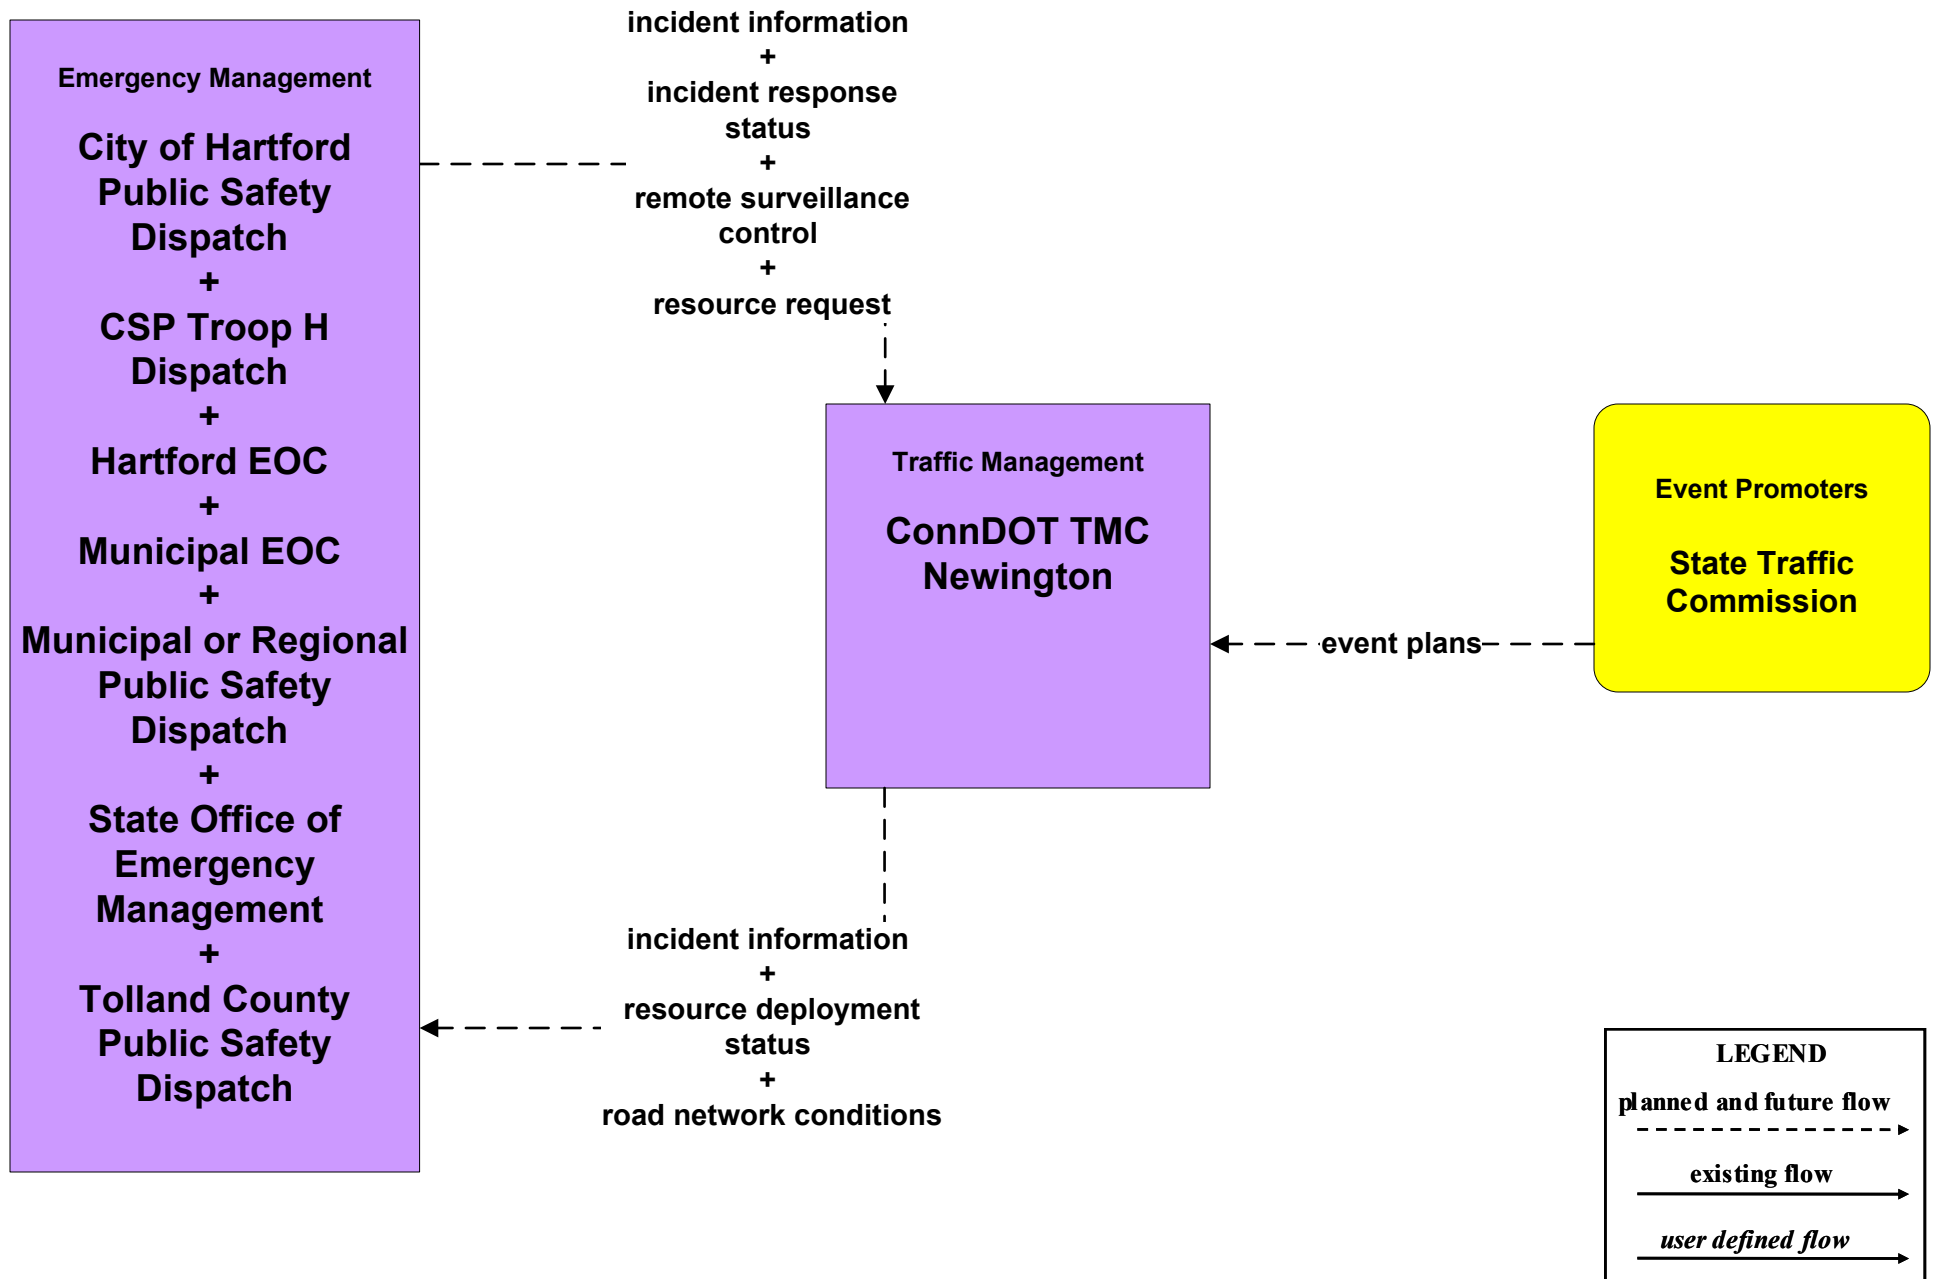 Emergency Management
City of Hartford
Public Safety
Dispatch
+
CSP Troop H
Dispatch
+
Hartford EOC
+
Municipal EOC
+
Municipal or Regional
Public Safety
Dispatch
+
State Office of
Emergency
Management
+
Tolland County
Public Safety
Dispatch
incident information
+
incident response
status
+
remote surveillance
control
+
resource request
Traffic Management
ConnDOT TMC
Newington
event plans
Event Promoters
State Traffic
Commission
incident information
+
resource deployment
status
+
road network conditions
LEGEND
planned and future flow
existing flow
user defined flow